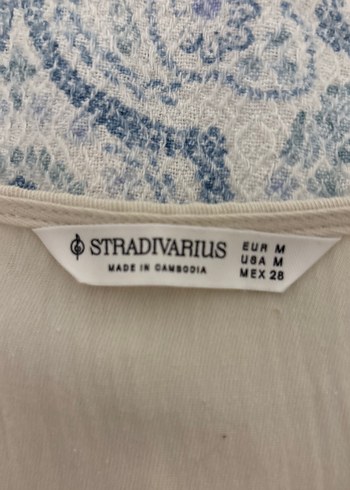 STRADIVARIUS
MADE IN CAMBODIA
EUR M
USA M
MEX 28